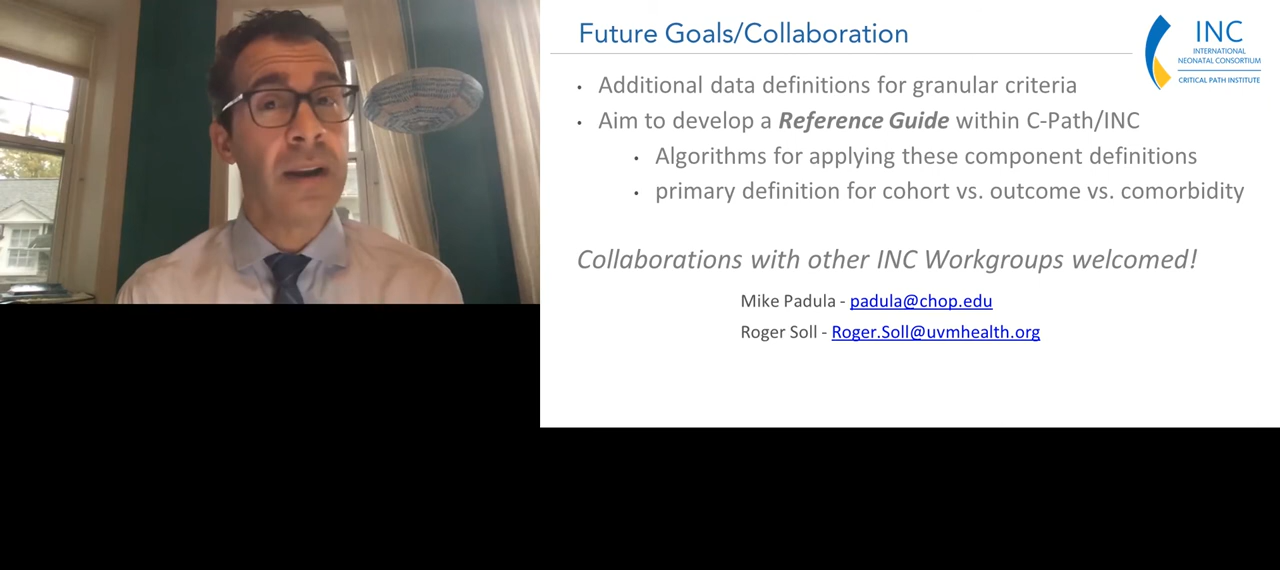 Future Goals/Collaboration
INC
INTERNATIONAL
NEONATAL CONSORTIUM
CRITICAL PATH INSTITUTE
• Additional data definitions for granular criteria
• Aim to develop a Reference Guide within C-Path/INC
• Algorithms for applying these component definitions
• primary definition for cohort vs. outcome vs. comorbidity
Collaborations with other INC Workgroups welcomed!
Mike Padula - padula@chop.edu
Roger Soll - Roger.Soll@uvmhealth.org